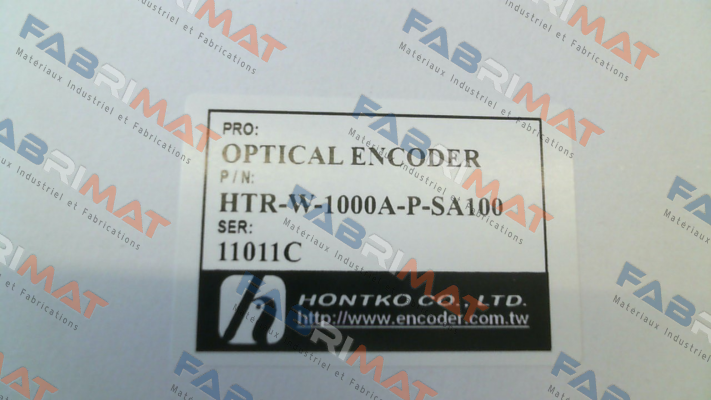 PRO:
OPTICAL ENCODER
P/N:
HTR-W-1000A-P-SA100
SER:
11011C
h
HONTKO CO., LTD.
http://www.encoder.com.tw
FABRIMAT
Matériaux Industriel et Fabrications